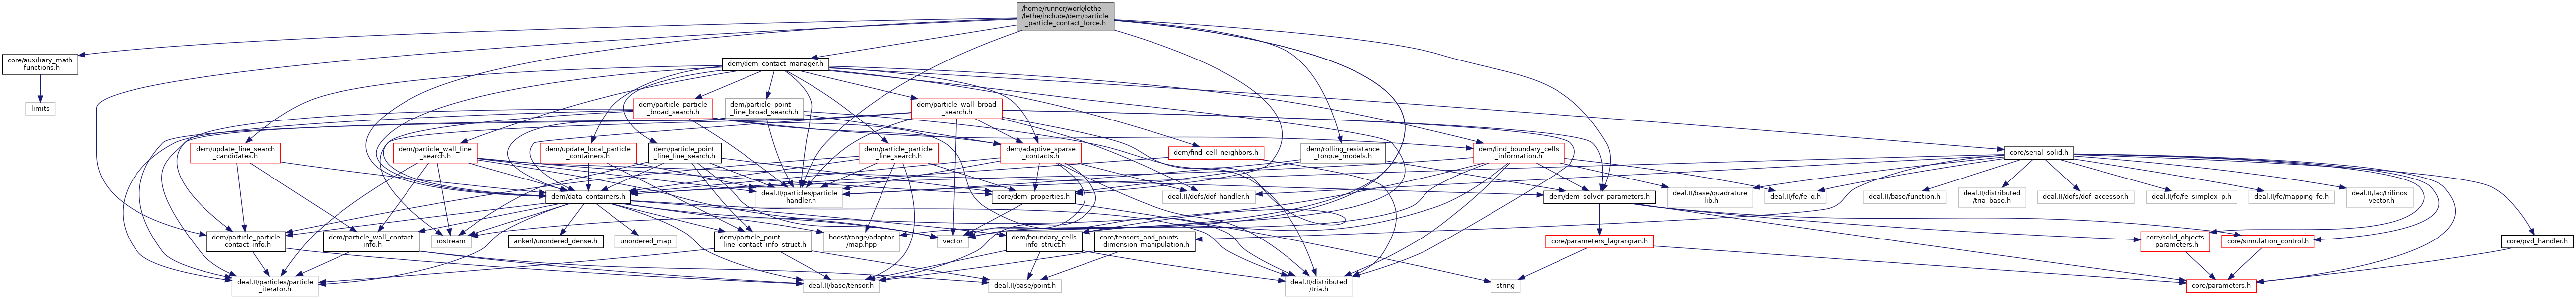 /home/runner/work/lethe
/lethe/include/dem/particle
_particle_contact_force.h
core/auxiliary_math
_functions.h
dem/dem_contact_manager.h
limits
dem/particle_particle
_broad_search.h
dem/particle_point
_line_broad_search.h
dem/particle_wall_broad
_search.h
dem/update_fine_search
_candidates.h
dem/particle_wall_fine
_search.h
dem/update_local_particle
_containers.h
dem/particle_point
_line_fine_search.h
dem/particle_particle
_fine_search.h
dem/adaptive_sparse
_contacts.h
dem/find_cell_neighbors.h
dem/rolling_resistance
_torque_models.h
dem/find_boundary_cells
_information.h
core/serial_solid.h
dem/data_containers.h
deal.II/particles/particle
_handler.h
core/dem_properties.h
deal.II/dofs/dof_handler.h
dem/dem_solver_parameters.h
deal.II/base/quadrature
_lib.h
deal.II/fe/fe_q.h
deal.II/base/function.h
deal.II/distributed
/tria_base.h
deal.II/dofs/dof_accessor.h
deal.II/fe/fe_simplex_p.h
deal.II/fe/mapping_fe.h
deal.II/lac/trilinos
_vector.h
dem/particle_particle
_contact_info.h
dem/particle_wall_contact
_info.h
iostream
ankerl/unordered_dense.h
unordered_map
dem/particle_point
_line_contact_info_struct.h
boost/range/adaptor
/map.hpp
vector
dem/boundary_cells
_info_struct.h
core/tensors_and_points
_dimension_manipulation.h
core/parameters_lagrangian.h
core/solid_objects
_parameters.h
core/simulation_control.h
core/pvd_handler.h
deal.II/particles/particle
_iterator.h
deal.II/base/tensor.h
deal.II/base/point.h
deal.II/distributed
/tria.h
string
core/parameters.h